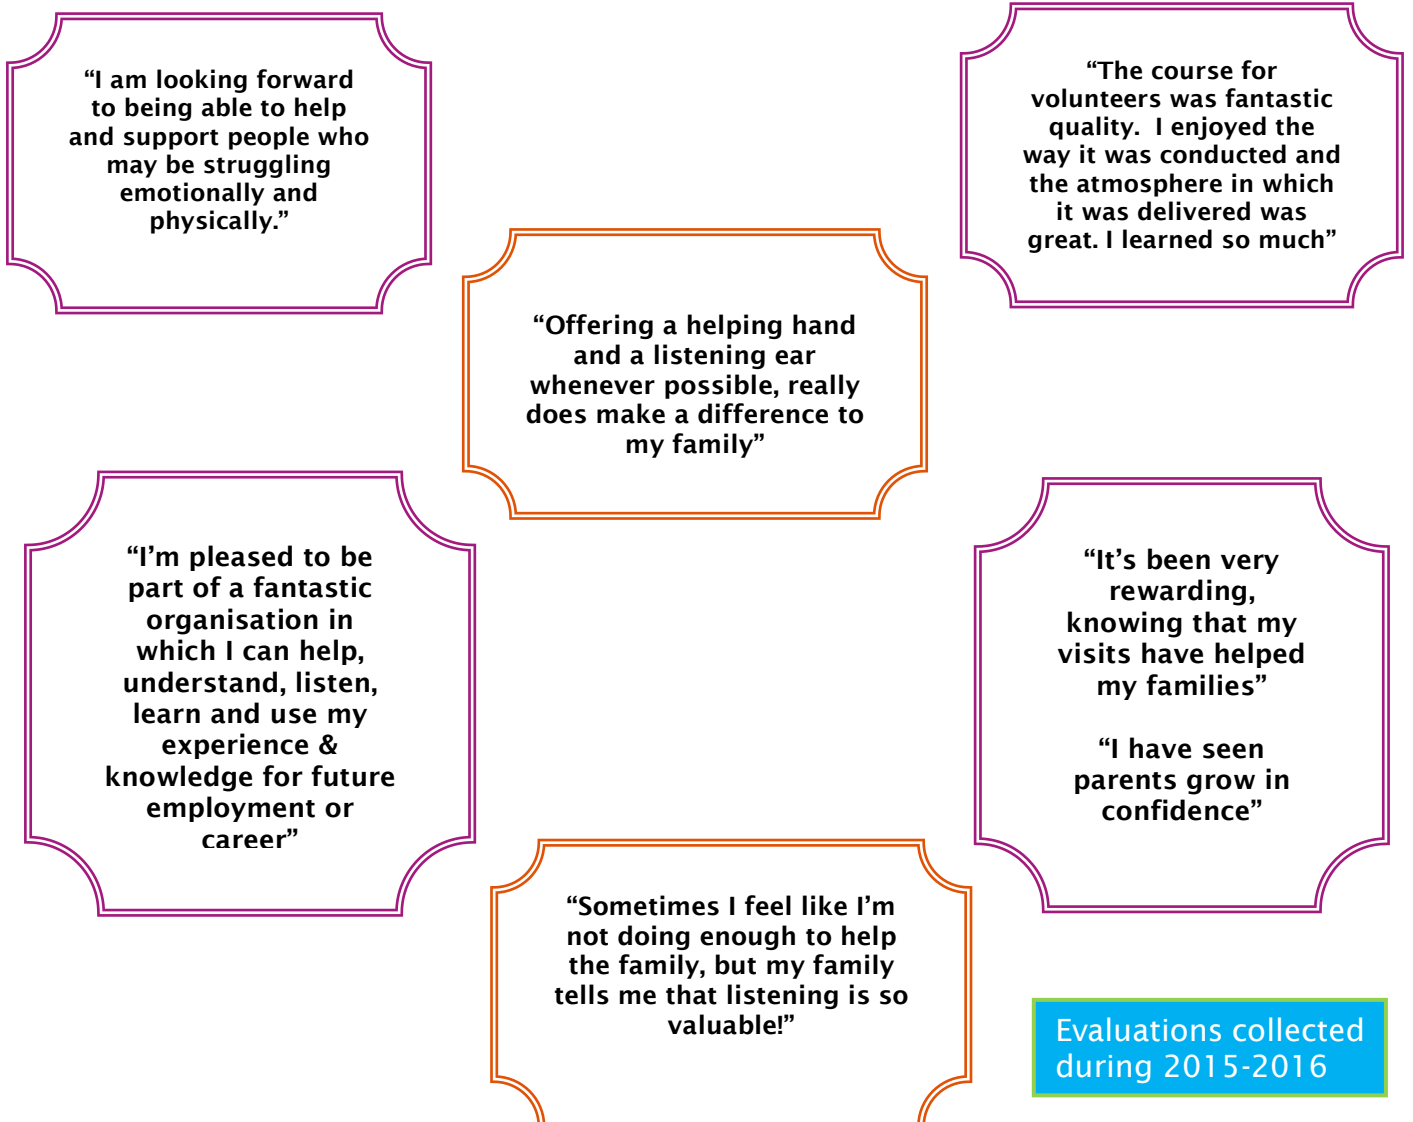 “I am looking forward
to being able to help
and support people who
may be struggling
emotionally and
physically.”
“The course for
volunteers was fantastic
quality.  I enjoyed the
way it was conducted and
the atmosphere in which
it was delivered was
great. I learned so much”
“Offering a helping hand
and a listening ear
whenever possible, really
does make a difference to
my family”
“I’m pleased to be
part of a fantastic
organisation in
which I can help,
understand, listen,
learn and use my
experience &
knowledge for future
employment or
career”
“It’s been very
rewarding,
knowing that my
visits have helped
my families”
“I have seen
parents grow in
confidence”
“Sometimes I feel like I’m
not doing enough to help
the family, but my family
tells me that listening is so
valuable!”
Evaluations collected
during 2015-2016